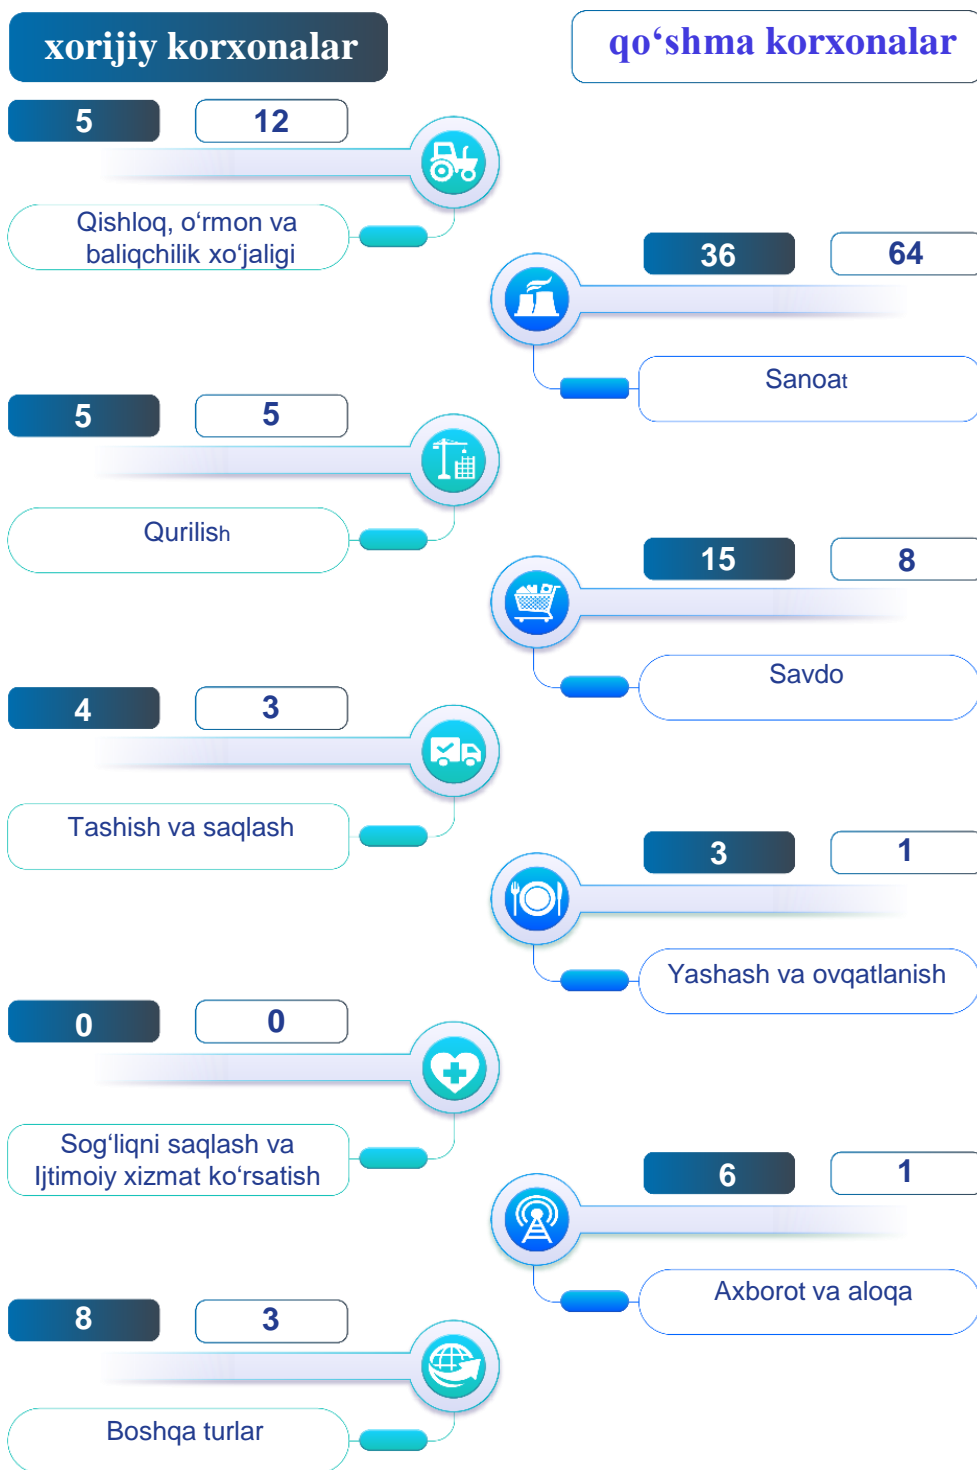 xorijiy korxonalar
qo‘shma korxonalar
5
12
Qishloq, o‘rmon va
baliqchilik xo‘jaligi
36
64
Sanoat
5
5
Qurilish
15
8
Savdo
4
3
Tashish va saqlash
3
1
Yashash va ovqatlanish
0
0
Sog‘liqni saqlash va
Ijtimoiy xizmat ko‘rsatish
6
1
Axborot va aloqa
8
3
Boshqa turlar